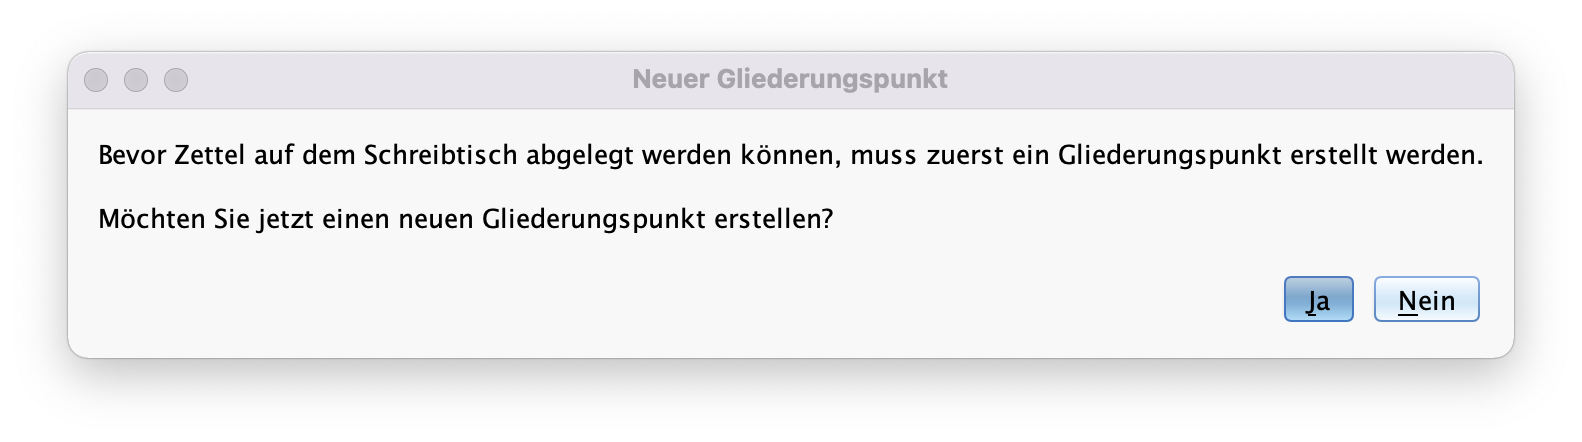 Neuer Gliederungspunkt
Bevor Zettel auf dem Schreibtisch abgelegt werden können, muss zuerst ein Gliederungspunkt erstellt werden.
Möchten Sie jetzt einen neuen Gliederungspunkt erstellen?
Ja Nein